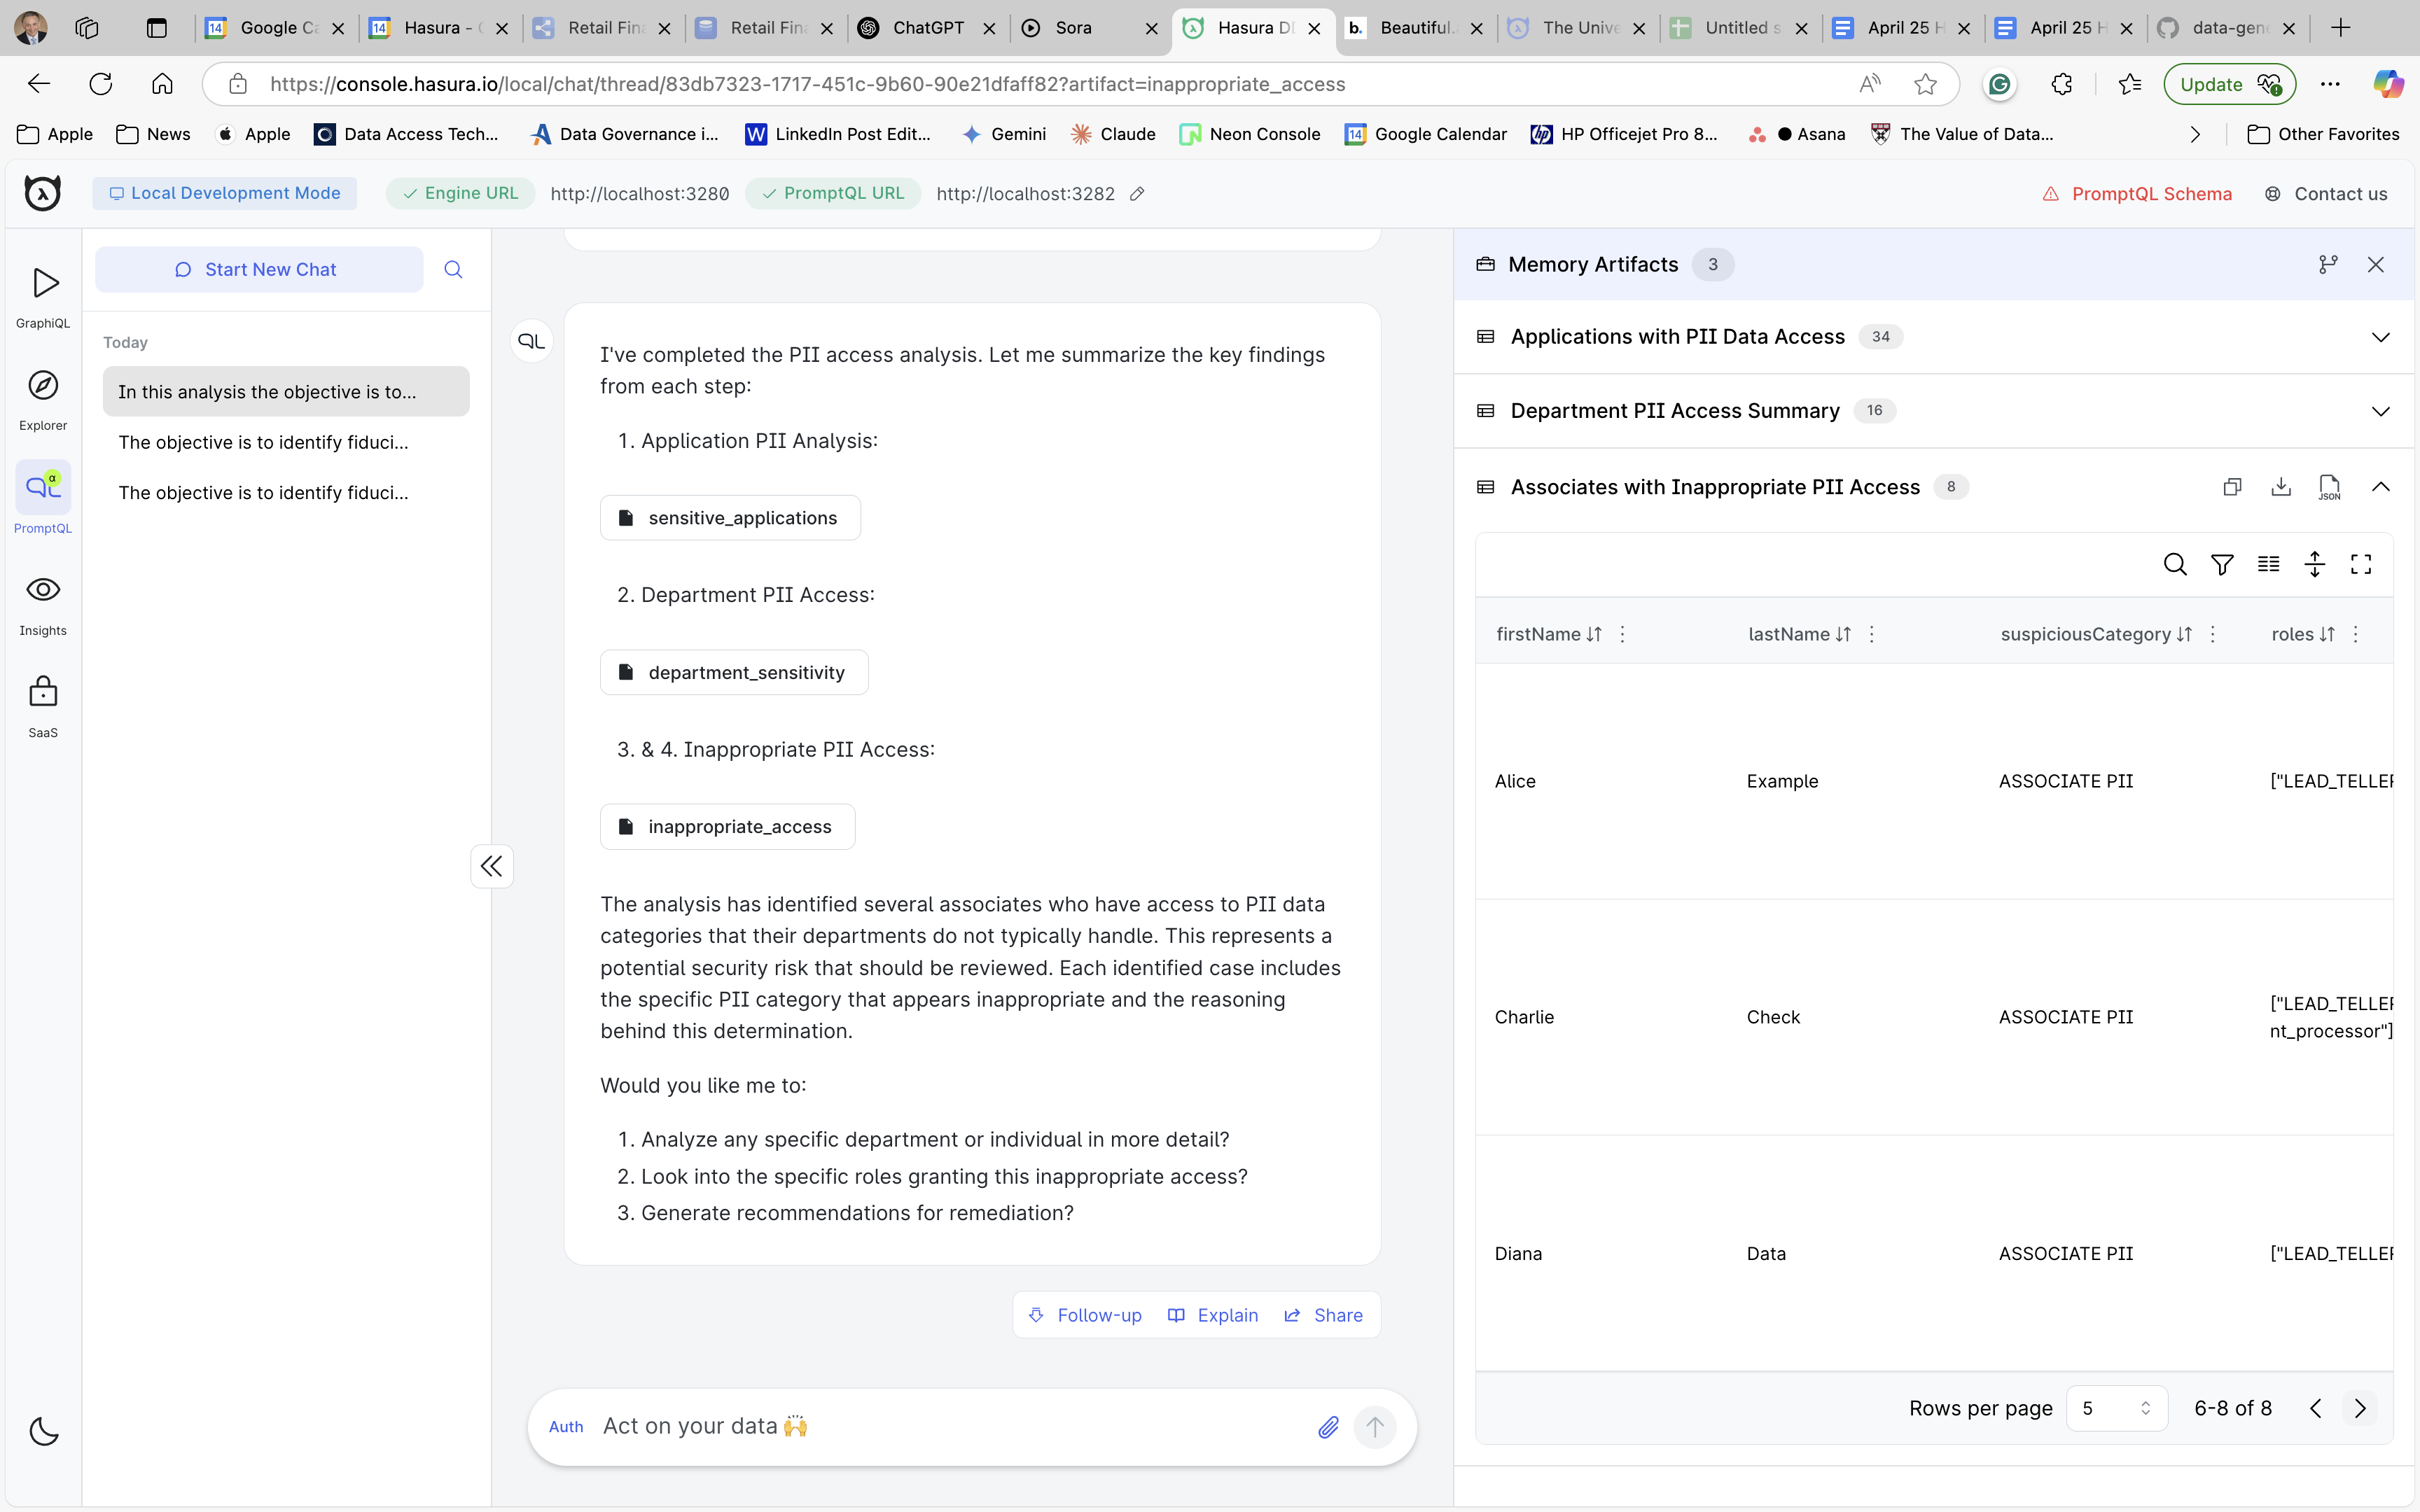 Google Ca
Hasura - C
Retail Fina
Retail Fina
ChatGPT
Sora
Hasura DD
Beautiful.
The Unive
Untitled s
April 25 H
April 25 H
data-gene
https://console.hasura.io/local/chat/thread/83db7323-1717-451c-9b60-90e21dfaff82?artifact=inappropriate_access
Update
Apple
News
Apple
Data Access Tech...
Data Governance i...
LinkedIn Post Edit...
Gemini
Claude
Neon Console
Google Calendar
HP Officejet Pro 8...
Asana
The Value of Data...
Other Favorites
Local Development Mode
Engine URL
http://localhost:3280
PromptQL URL
http://localhost:3282
PromptQL Schema
Contact us
GraphiQL
Explorer
α
PromptQL
Insights
SaaS
Start New Chat
Today
In this analysis the objective is to...
The objective is to identify fiduci...
The objective is to identify fiduci...
I've completed the PII access analysis. Let me summarize the key findings
from each step:
1. Application PII Analysis:
sensitive_applications
2. Department PII Access:
department_sensitivity
3. & 4. Inappropriate PII Access:
inappropriate_access
The analysis has identified several associates who have access to PII data
categories that their departments do not typically handle. This represents a
potential security risk that should be reviewed. Each identified case includes
the specific PII category that appears inappropriate and the reasoning
behind this determination.
Would you like me to:
1. Analyze any specific department or individual in more detail?
2. Look into the specific roles granting this inappropriate access?
3. Generate recommendations for remediation?
Follow-up
Explain
Share
Auth
Act on your data 🙌
Memory Artifacts 3
Applications with PII Data Access 34
Department PII Access Summary 16
Associates with Inappropriate PII Access 8
JSON
firstName
lastName
suspiciousCategory
roles
Alice
Example
ASSOCIATE PII
["LEAD_TELLER
Charlie
Check
ASSOCIATE PII
["LEAD_TELLER
nt_processor"]
Diana
Data
ASSOCIATE PII
["LEAD_TELLER
Rows per page
5
6-8 of 8